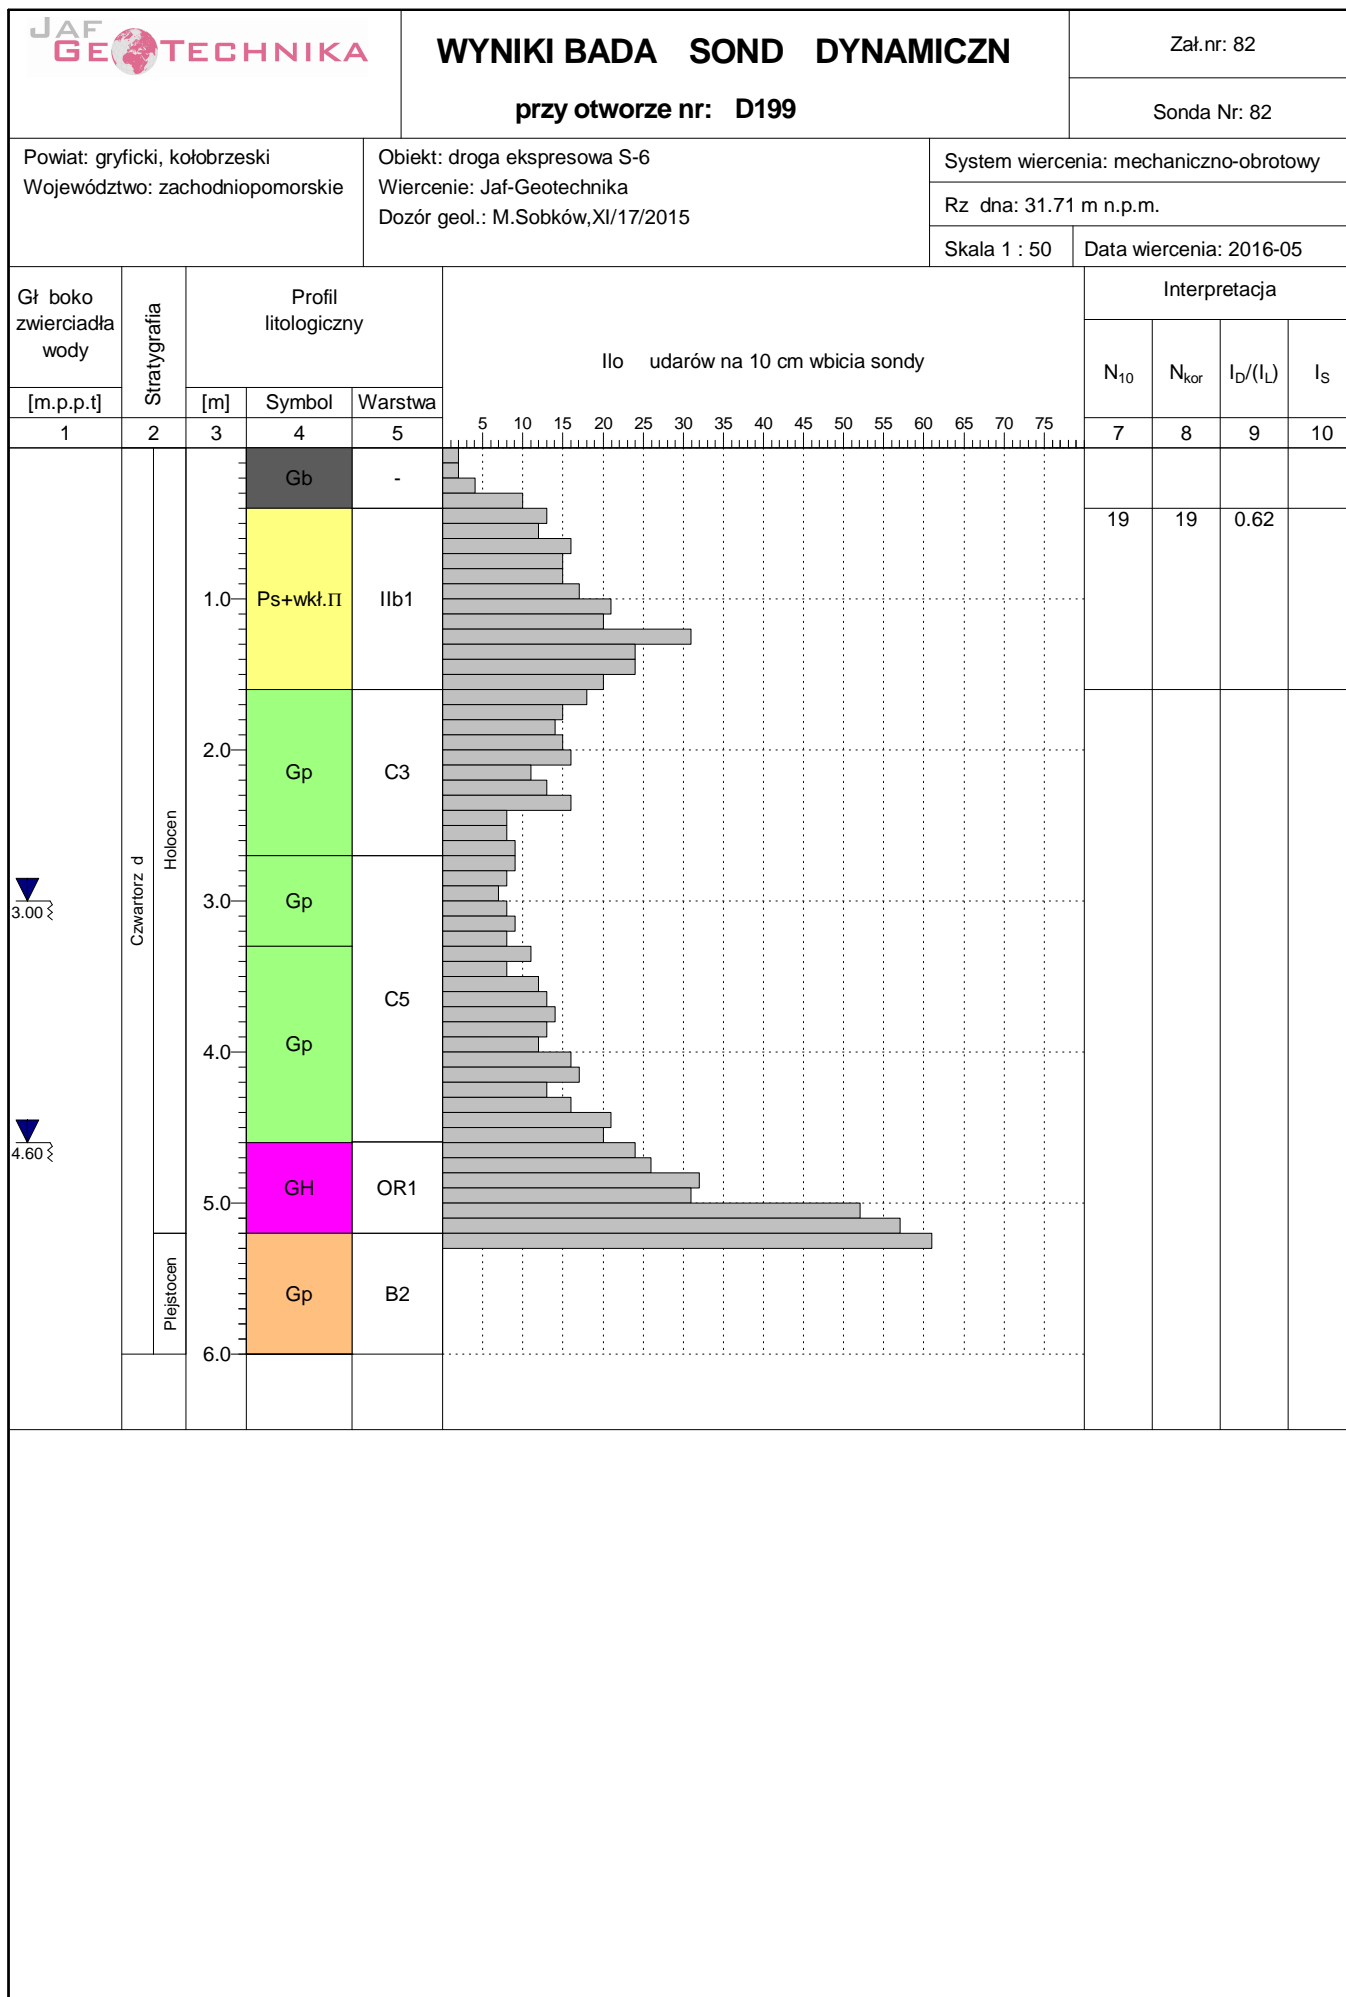 JAF
GEOTECHNIKA
WYNIKI BADA SOND DYNAMICZN
przy otworze nr: D199
Zał.nr: 82
Sonda Nr: 82
Powiat: gryficki, kołobrzeski
Województwo: zachodniopomorskie
Obiekt: droga ekspresowa S-6
Wiercenie: Jaf-Geotechnika
Dozór geol.: M.Sobków,XI/17/2015
System wiercenia: mechaniczno-obrotowy
Rz dna: 31.71 m n.p.m.
Skala 1 : 50
Data wiercenia: 2016-05
Gł boko
zwierciadła
wody
[m.p.p.t]
Stratygrafia
Profil
litologiczny
[m] Symbol Warstwa
Ilo udarów na 10 cm wbicia sondy
Interpretacja
N10 Nkor ID/(IL) IS
1 2 3 4 5
5 10 15 20 25 30 35 40 45 50 55 60 65 70 75
7 8 9 10
Gb -
19 19 0.62
1.0 Ps+wkł.Π IIb1
2.0
Gp C3
Czwartorz d
Holocen
3.00
3.0 Gp
C5
4.0 Gp
4.60
GH OR1
5.0
Plejstocen
Gp B2
6.0